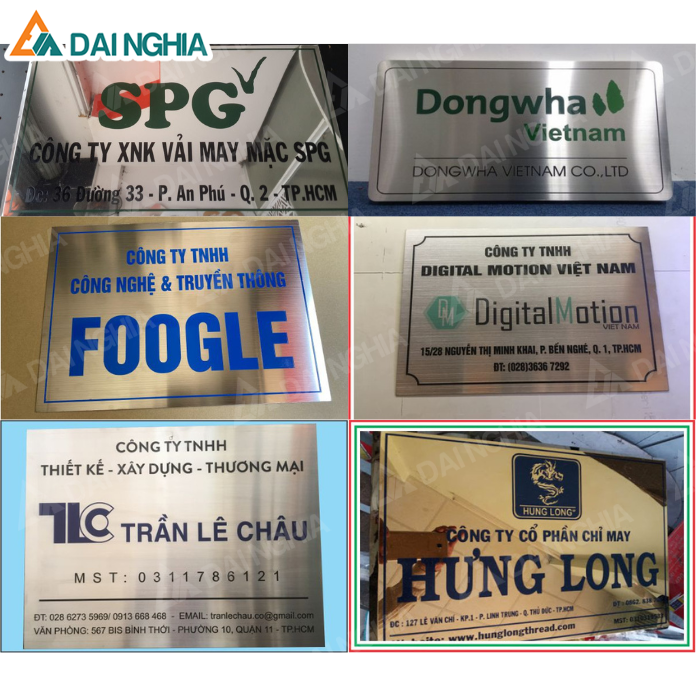 DAI NGHIA
SPG
CÔNG TY XNK VẢI MAY MẶC SPG
36 Đường 33 - P. An Phú - Q. 2 - TP.HCM
Dongwha
Vietnam
DONGWHA VIETNAM CO.,LTD
CÔNG TY TNHH
CÔNG NGHỆ & TRUYỀN THÔNG
FOOGLE
CÔNG TY TNHH
DIGITAL MOTION VIỆT NAM
DM DigitalMotion
VIET NAM
15/28 NGUYỄN THỊ MINH KHAI, P. BẾN NGHÉ, Q. 1, TP.HCM
ĐT: (028)3636 7292
CÔNG TY TNHH
THIẾT KẾ - XÂY DỰNG - THƯƠNG MẠI
TLC TRẦN LÊ CHÂU
MST: 0311786121
ĐT: 028 6273 5969/ 0913 668 468 - EMAIL: tranlechau.co@gmail.com
VĂN PHÒNG: 567 BIS BÌNH THỚI - PHƯỜNG 10, QUẬN 11 - TP.HCM
HUNG LONG
CÔNG TY CỔ PHẦN CHỈ MAY
HƯNG LONG
ĐC : 127 LÊ VĂN CHÍ - KP.1 - P. LINH TRUNG - Q. THỦ ĐỨC - TP.HCM
Website: www.hunglongthread.com